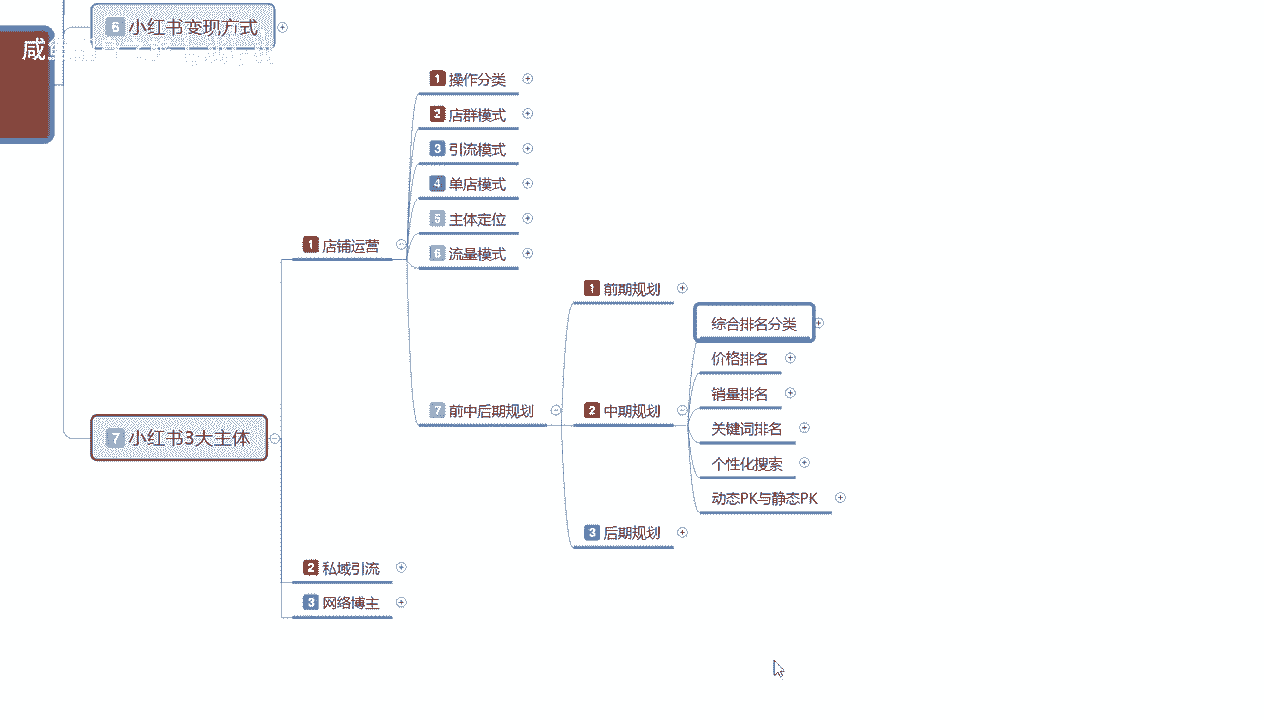 6 小红书变现方式
咸
1 操作分类
2 店群模式
3 引流模式
4 单店模式
5 主体定位
6 流量模式
1 店铺运营
1 前期规划
综合排名分类
价格排名
销量排名
7 前中后期规划
2 中期规划
关键词排名
7 小红书3大主体
个性化搜索
动态PK与静态PK
3 后期规划
2 私域引流
3 网络博主